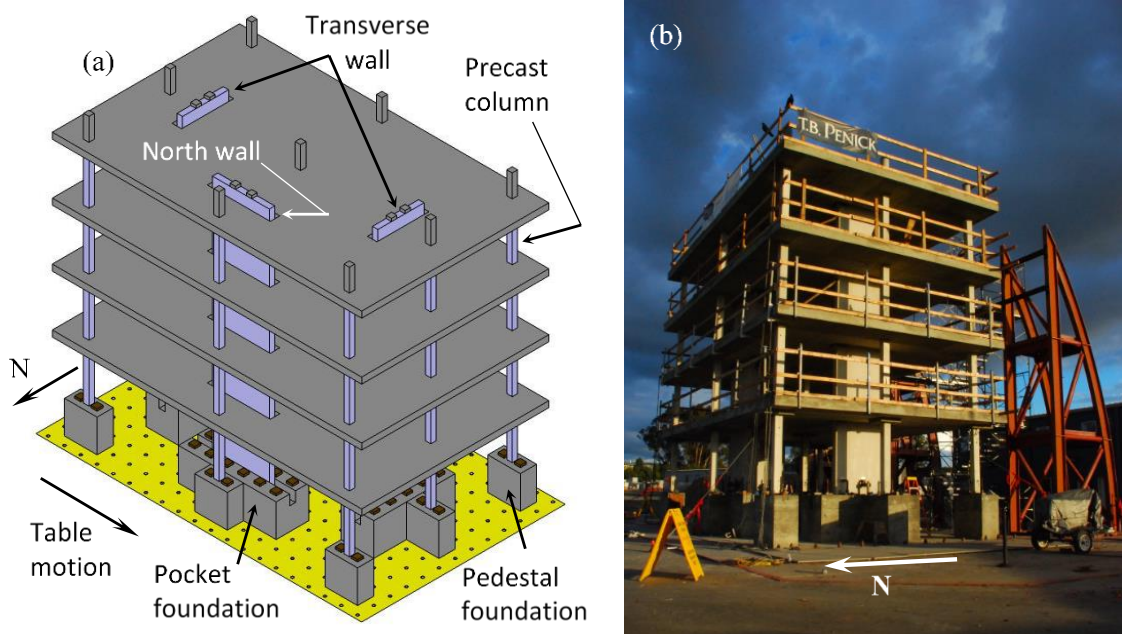 (a)
Transverse
wall
Precast
column
North wall
N
Table
motion
Pocket
foundation
Pedestal
foundation
(b)
T.B. PENICK
N